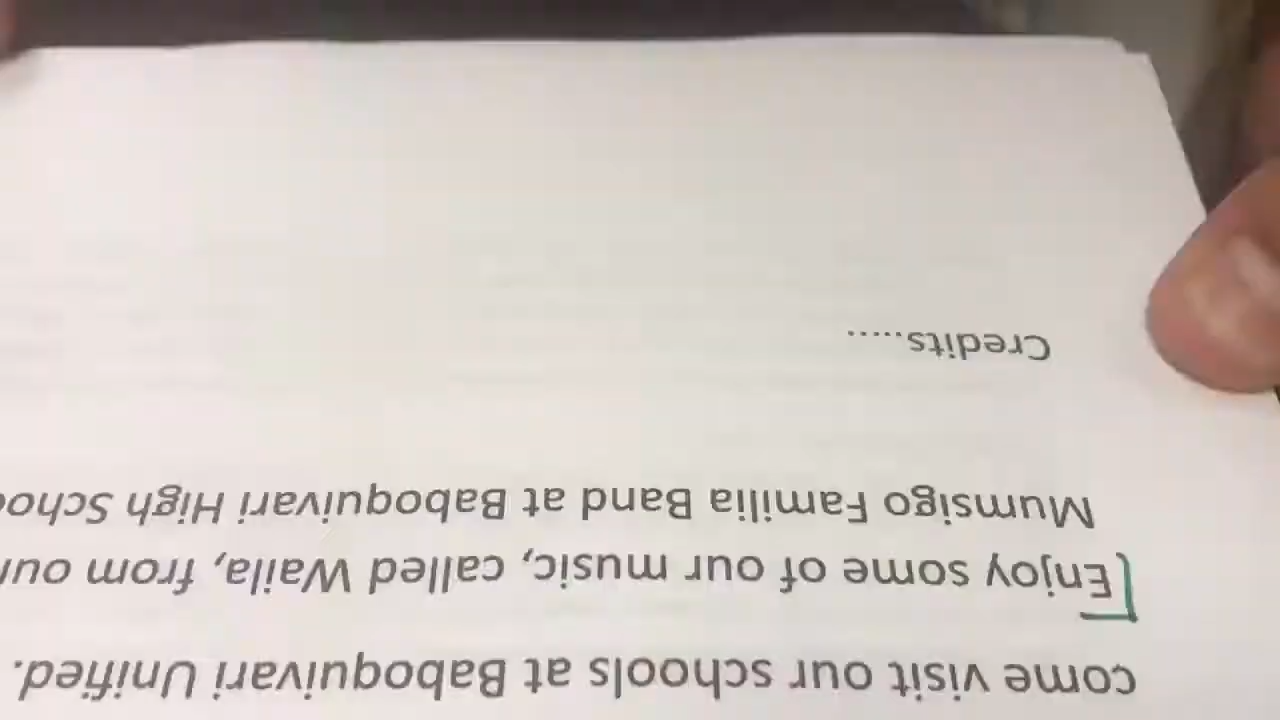 come visit our schools at Baboquivari Unified.
Enjoy some of our music, called Waila, from our
Mumsigo Familia Band at Baboquivari High
Credits.....